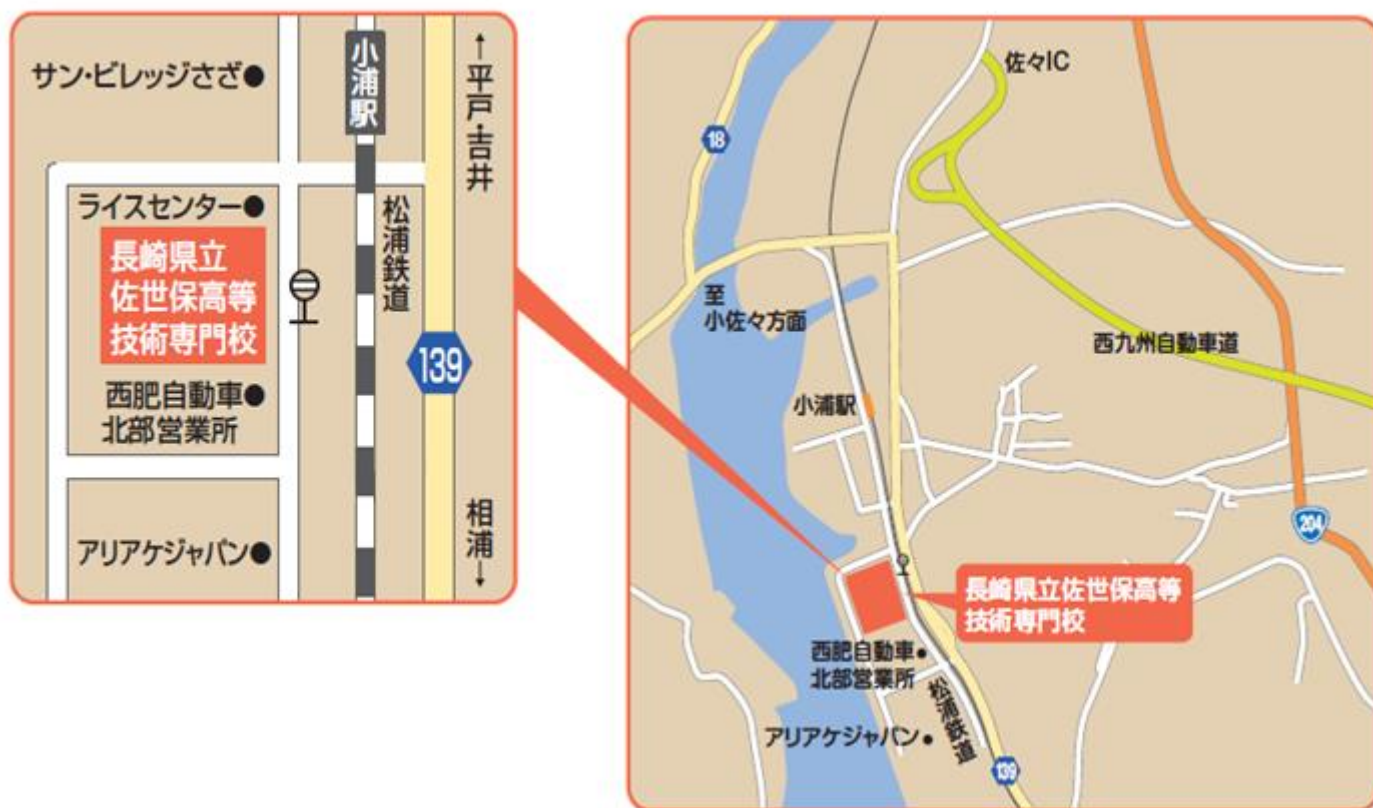 サン・ビレッジさざ
小浦駅
←平戸・吉井
ライスセンター
松浦鉄道
長崎県立
佐世保高等
技術専門校
139
西肥自動車
北部営業所
相浦→
アリアケジャパン
佐々IC
18
至
小佐々方面
西九州自動車道
小浦駅
204
長崎県立佐世保高等
技術専門校
西肥自動車
北部営業所
松浦鉄道
アリアケジャパン
139